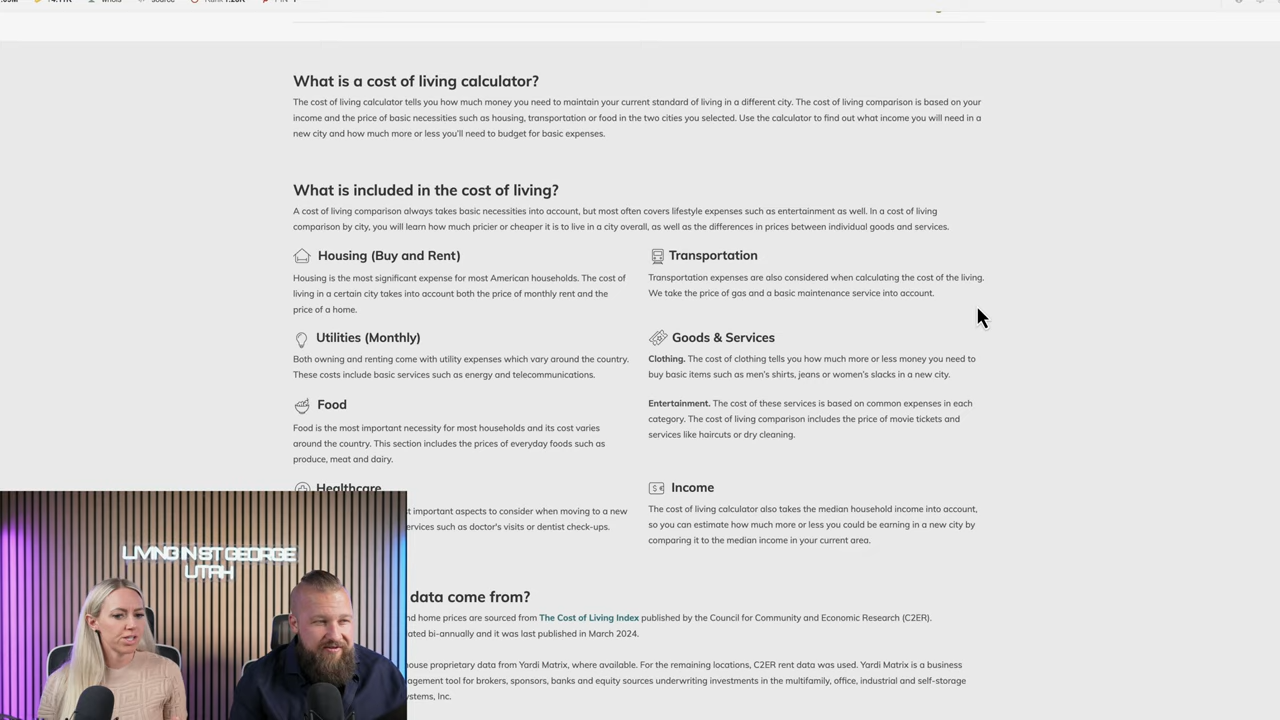 What is a cost of living calculator?
The cost of living calculator tells you how much money you need to maintain your current standard of living in a different city. The cost of living comparison is based on your
income and the price of basic necessities such as housing, transportation or food in the two cities you selected. Use the calculator to find out what income you will need in a
new city and how much more or less you'll need to budget for basic expenses.
What is included in the cost of living?
A cost of living comparison always takes basic necessities into account, but most often covers lifestyle expenses such as entertainment as well. In a cost of living
comparison by city, you will learn how much pricier or cheaper it is to live in a city overall, as well as the differences in prices between individual goods and services.
Housing (Buy and Rent)
Housing is the most significant expense for most American households. The cost of
living in a certain city takes into account both the price of monthly rent and the
price of a home.
Transportation
Transportation expenses are also considered when calculating the cost of the living.
We take the price of gas and a basic maintenance service into account.
Utilities (Monthly)
Both owning and renting come with utility expenses which vary around the country.
These costs include basic services such as energy and telecommunications.
Goods & Services
Clothing. The cost of clothing tells you how much more or less money you need to
buy basic items such as men's shirts, jeans or women's slacks in a new city.
Entertainment. The cost of these services is based on common expenses in each
category. The cost of living comparison includes the price of movie tickets and
services like haircuts or dry cleaning.
Food
Food is the most important necessity for most households and its cost varies
around the country. This section includes the prices of everyday foods such as
produce, meat and dairy.
Healthcare
t important aspects to consider when moving to a new
ervices such as doctor's visits or dentist check-ups.
Income
The cost of living calculator also takes the median household income into account,
so you can estimate how much more or less you could be earning in a new city by
comparing it to the median income in your current area.
data come from?
nd home prices are sourced from The Cost of Living Index published by the Council for Community and Economic Research (C2ER).
ated bi-annually and it was last published in March 2024.
ouse proprietary data from Yardi Matrix, where available. For the remaining locations, C2ER rent data was used. Yardi Matrix is a business
agement tool for brokers, sponsors, banks and equity sources underwriting investments in the multifamily, office, industrial and self-storage
ystems, Inc.
LIVING IN ST GEORGE
UTAH